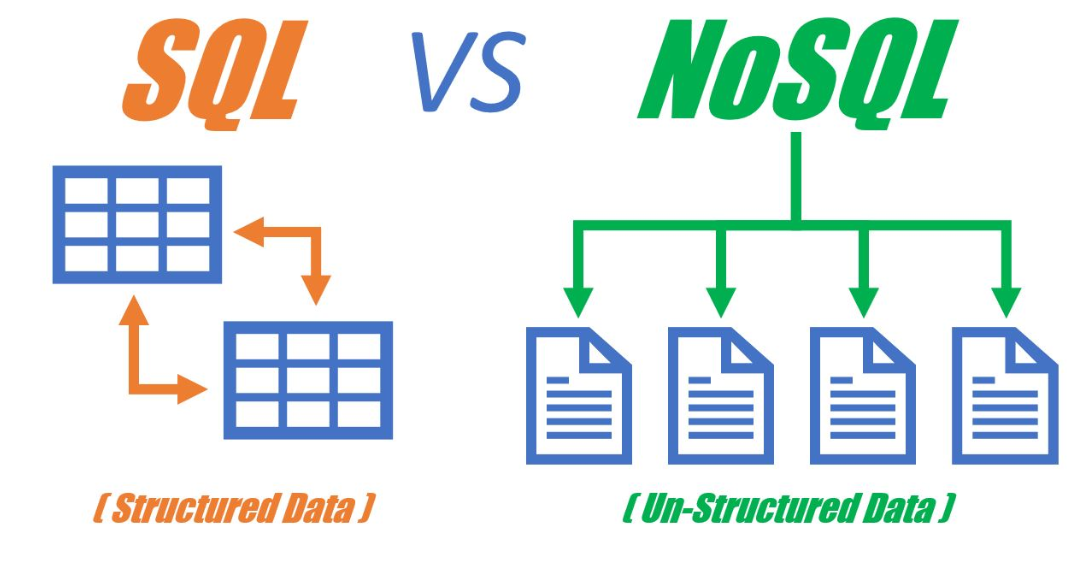 SQL VS NoSQL
( Structured Data ) ( Un-Structured Data )